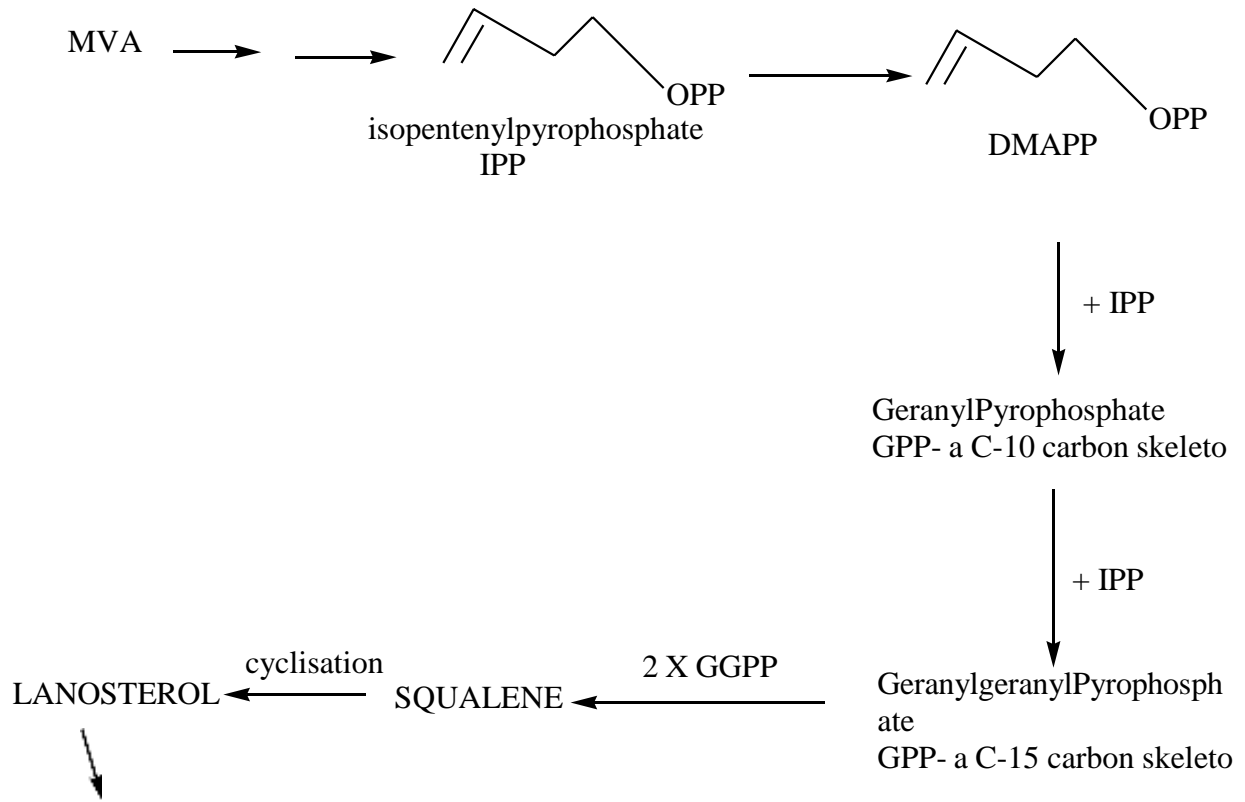 MVA
OPP
isopentenylpyrophosphate
IPP
OPP
DMAPP
+ IPP
GeranylPyrophosphate
GPP- a C-10 carbon skeleto
+ IPP
GeranylgeranylPyrophosph
ate
GPP- a C-15 carbon skeleto
2 X GGPP
SQUALENE
cyclisation
LANOSTEROL